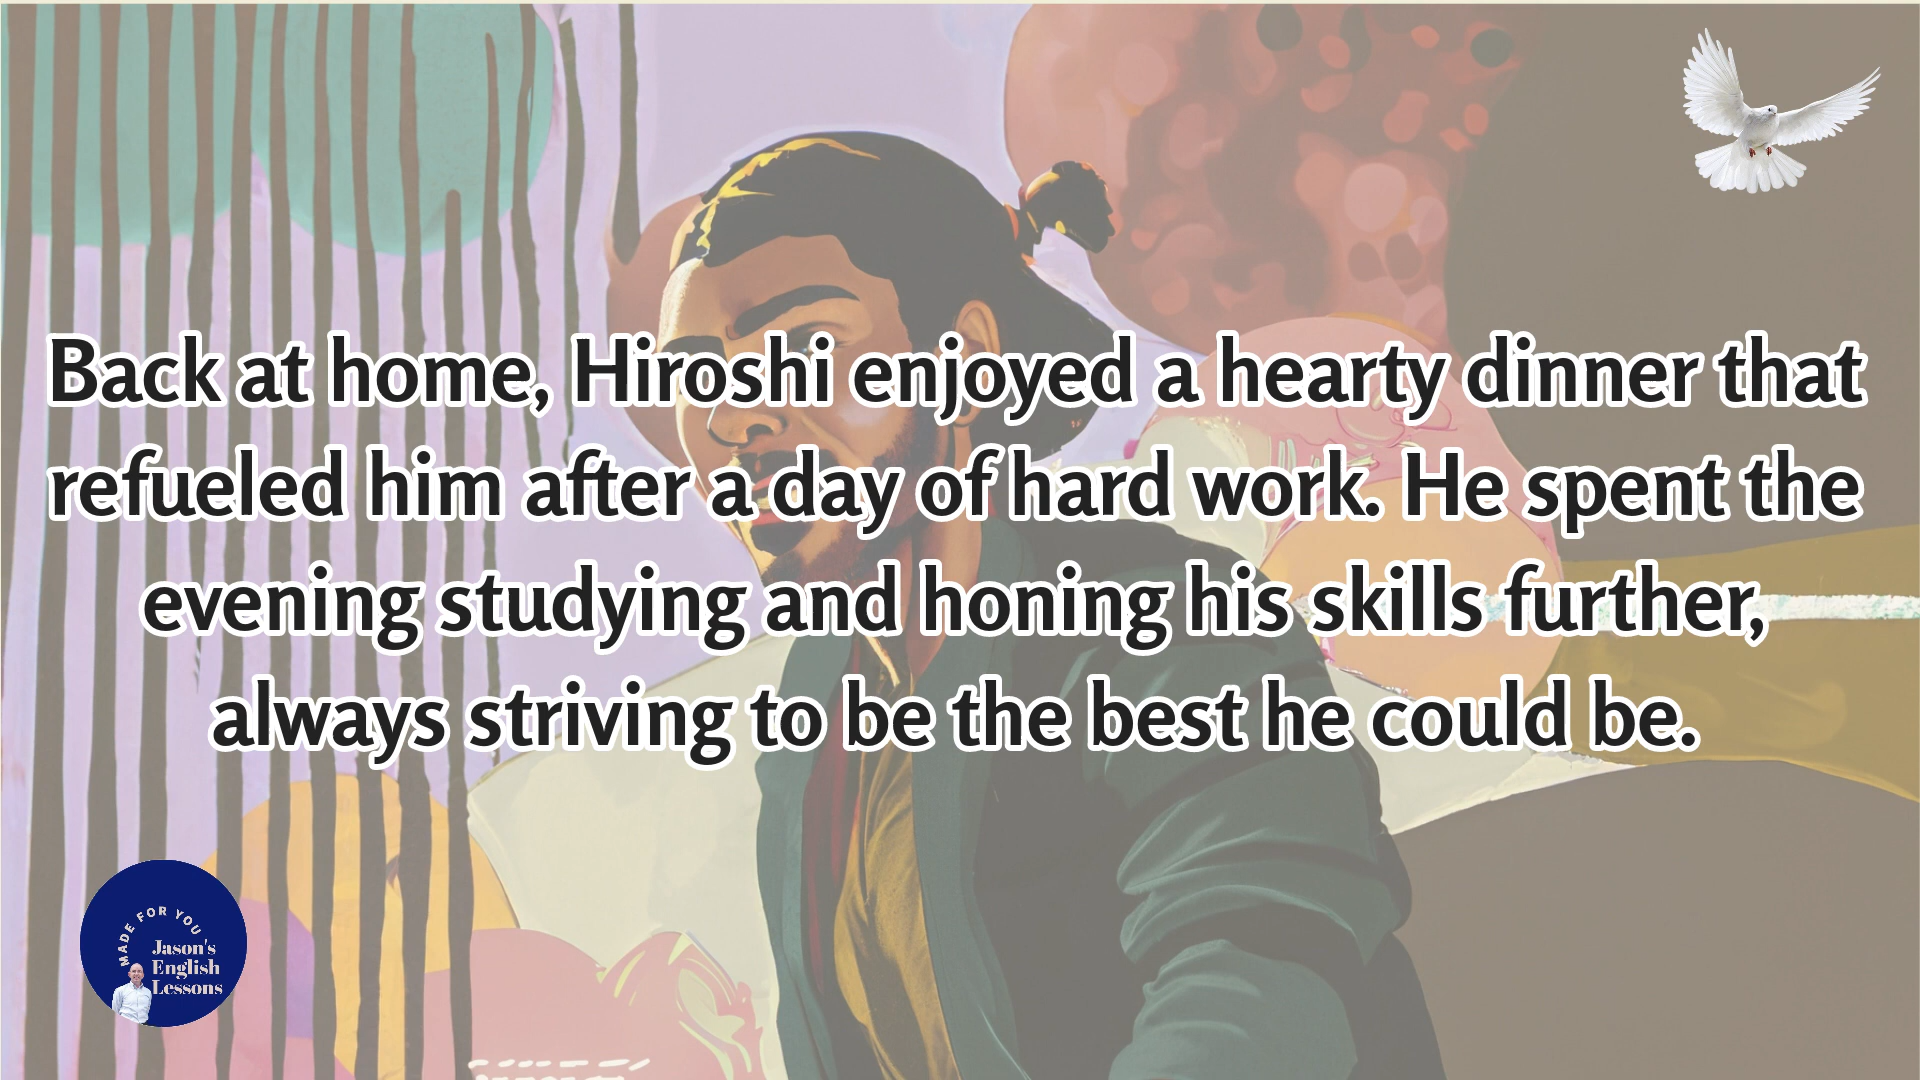 Back at home, Hiroshi enjoyed a hearty dinner that
refueled him after a day of hard work. He spent the
evening studying and honing his skills further,
always striving to be the best he could be.
MADE FOR YOU
Jason's
English
Lessons